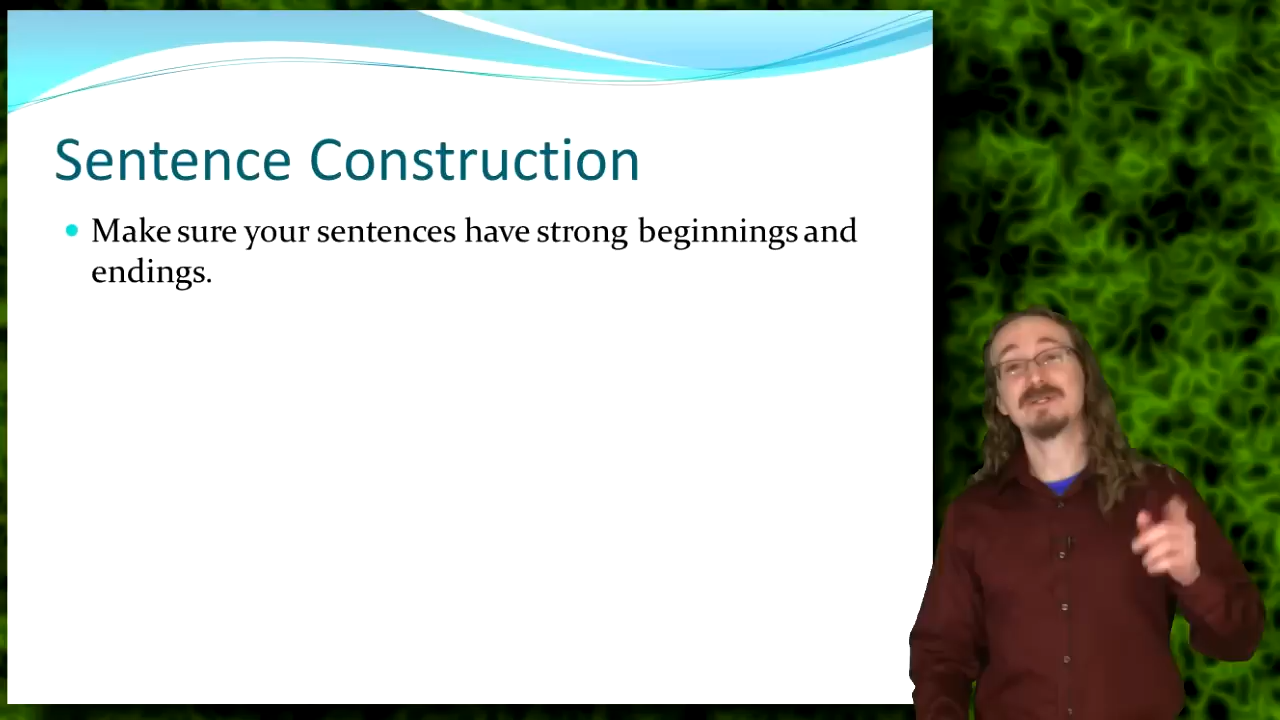 Sentence Construction
Make sure your sentences have strong beginnings and
endings.